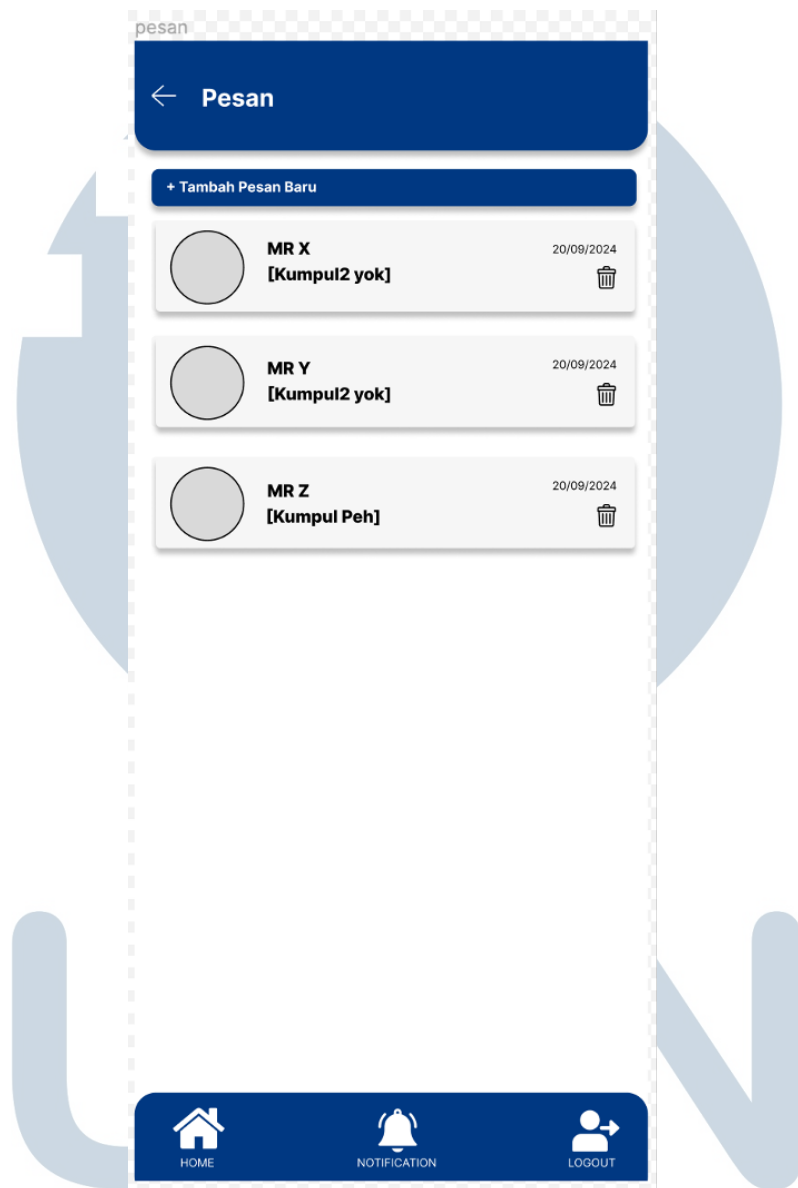 pesan
Pesan
+ Tambah Pesan Baru
MR X
20/09/2024
[Kumpul2 yok]
MR Y
20/09/2024
[Kumpul2 yok]
MR Z
20/09/2024
[Kumpul Peh]
HOME
NOTIFICATION
LOGOUT